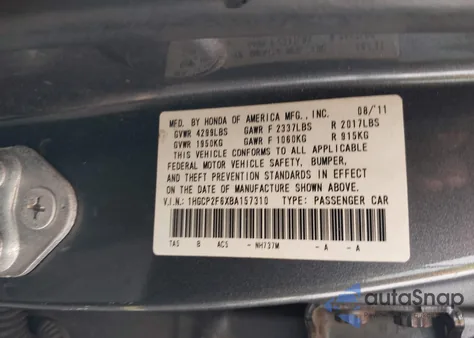 MFD. BY HONDA OF AMERICA MFG., INC. 08/'11
GVWR 4299LBS GAWR F 2337LBS R 2017LBS
GVWR 1950KG GAWR F 1060KG R 915KG
THIS VEHICLE CONFORMS TO ALL APPLICABLE
FEDERAL MOTOR VEHICLE SAFETY, BUMPER,
AND THEFT PREVENTION STANDARDS IN EFFECT
ON THE DATE OF MANUFACTURE SHOWN ABOVE.
V.I.N.: 1HGCP2F6XBA157310 TYPE: PASSENGER CAR
TAS B AC5 - NH737M - A - A
autoSnap